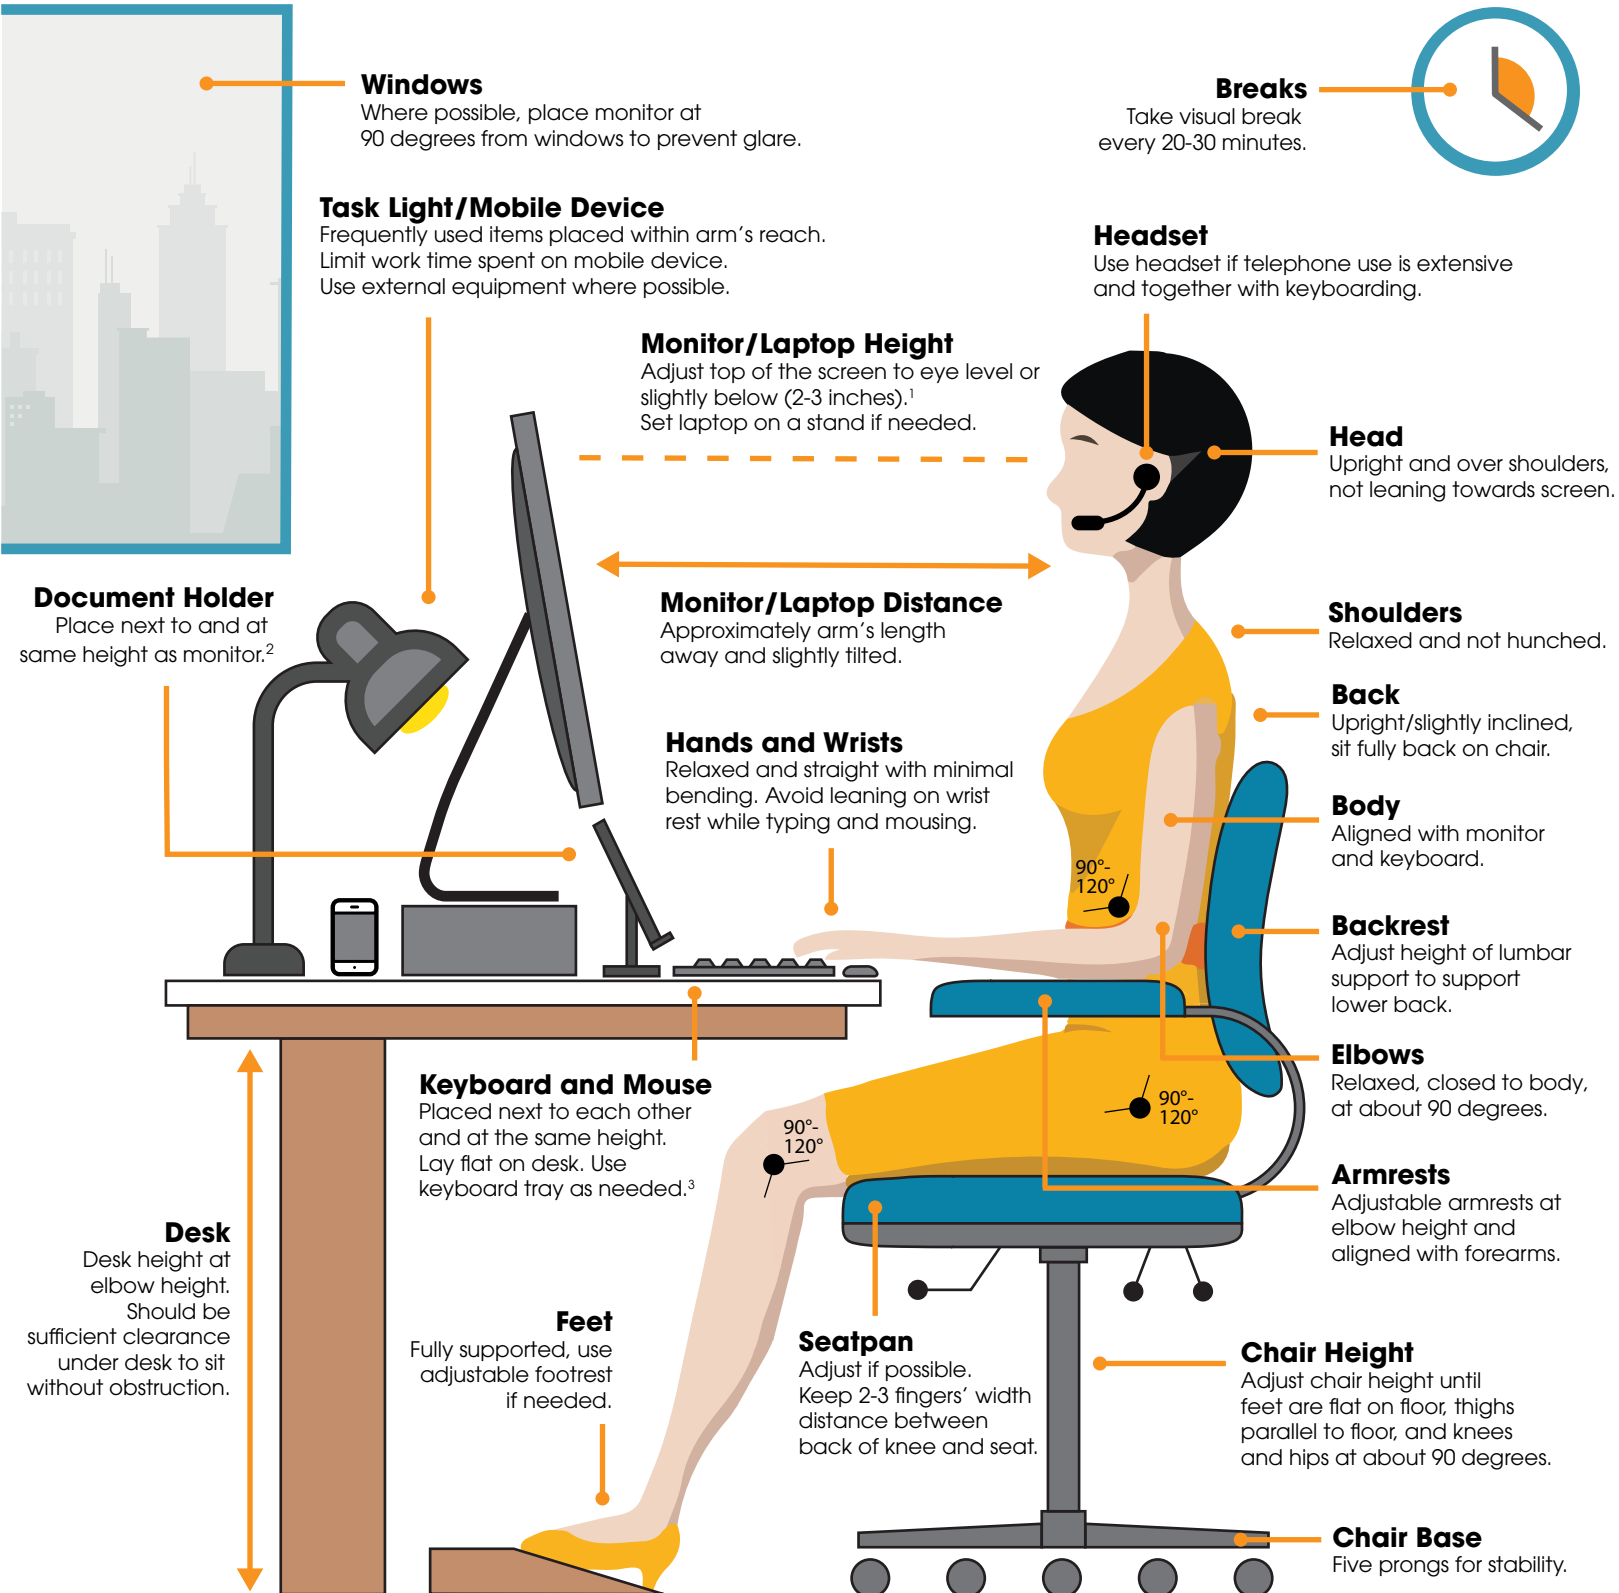 Windows
Where possible, place monitor at
90 degrees from windows to prevent glare.
Breaks
Take visual break
every 20-30 minutes.
Task Light/Mobile Device
Frequently used items placed within arm's reach.
Limit work time spent on mobile device.
Use external equipment where possible.
Headset
Use headset if telephone use is extensive
and together with keyboarding.
Monitor/Laptop Height
Adjust top of the screen to eye level or
slightly below (2-3 inches).¹
Set laptop on a stand if needed.
Head
Upright and over shoulders,
not leaning towards screen.
Document Holder
Place next to and at
same height as monitor.²
Monitor/Laptop Distance
Approximately arm's length
away and slightly tilted.
Shoulders
Relaxed and not hunched.
Back
Upright/slightly inclined,
sit fully back on chair.
Hands and Wrists
Relaxed and straight with minimal
bending. Avoid leaning on wrist
rest while typing and mousing.
Body
Aligned with monitor
and keyboard.
90°-
120°
Backrest
Adjust height of lumbar
support to support
lower back.
Elbows
Relaxed, closed to body,
at about 90 degrees.
Keyboard and Mouse
Placed next to each other
and at the same height.
Lay flat on desk. Use
keyboard tray as needed.³
90°-
120°
90°-
120°
Armrests
Adjustable armrests at
elbow height and
aligned with forearms.
Desk
Desk height at
elbow height.
Should be
sufficient clearance
under desk to sit
without obstruction.
Feet
Fully supported, use
adjustable footrest
if needed.
Seatpan
Adjust if possible.
Keep 2-3 fingers' width
distance between
back of knee and seat.
Chair Height
Adjust chair height until
feet are flat on floor, thighs
parallel to floor, and knees
and hips at about 90 degrees.
Chair Base
Five prongs for stability.